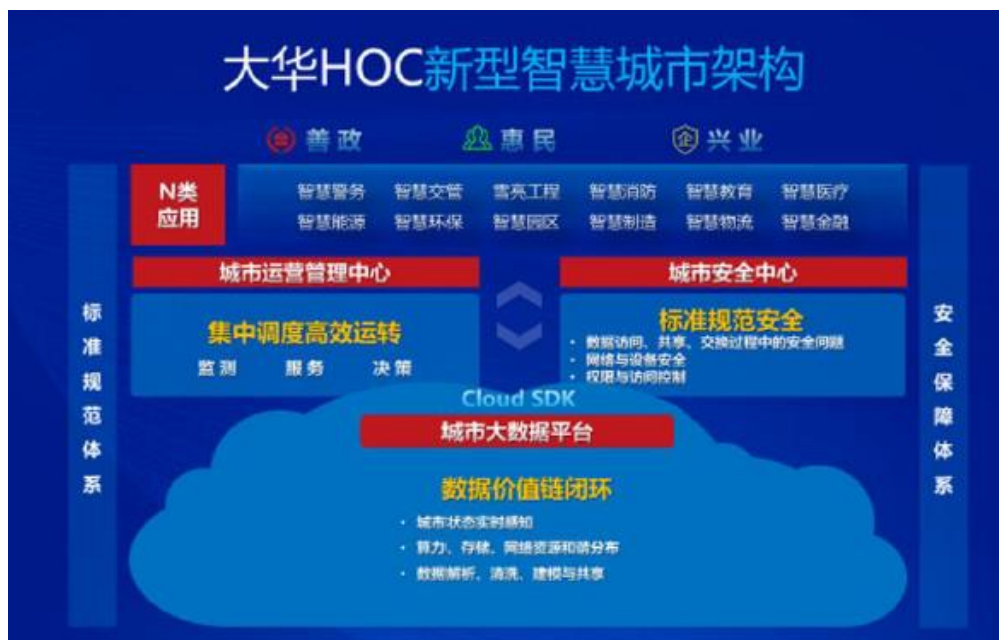 大华HOC新型智慧城市架构
善政 惠民 企 兴业
N类
应用
智慧警务 智慧交管 雪亮工程 智慧消防 智慧教育 智慧医疗
智慧能源 智慧环保 智慧园区 智慧制造 智慧物流 智慧金融
标准规范体系
城市运营管理中心
集中调度高效运转
监测 服务 决策
城市安全中心
标准规范安全
• 数据访问、共享、交换过程中的安全问题
• 网络与设备安全
• 权限与访问控制
安全保障体系
Cloud SDK
城市大数据平台
数据价值链闭环
• 城市状态实时感知
• 算力、存储、网络资源和谐分布
• 数据解析、清洗、建模与共享